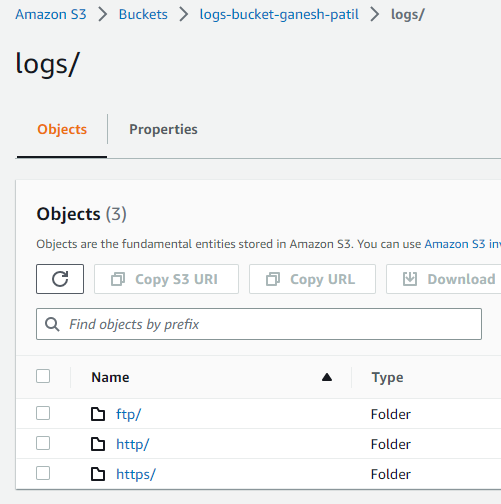 Amazon S3 > Buckets > logs-bucket-ganesh-patil > logs/
logs/
Objects Properties
Objects (3)
Objects are the fundamental entities stored in Amazon S3. You can use Amazon S3 inv
Copy S3 URI Copy URL Download
Find objects by prefix
Name Type
ftp/ Folder
http/ Folder
https/ Folder